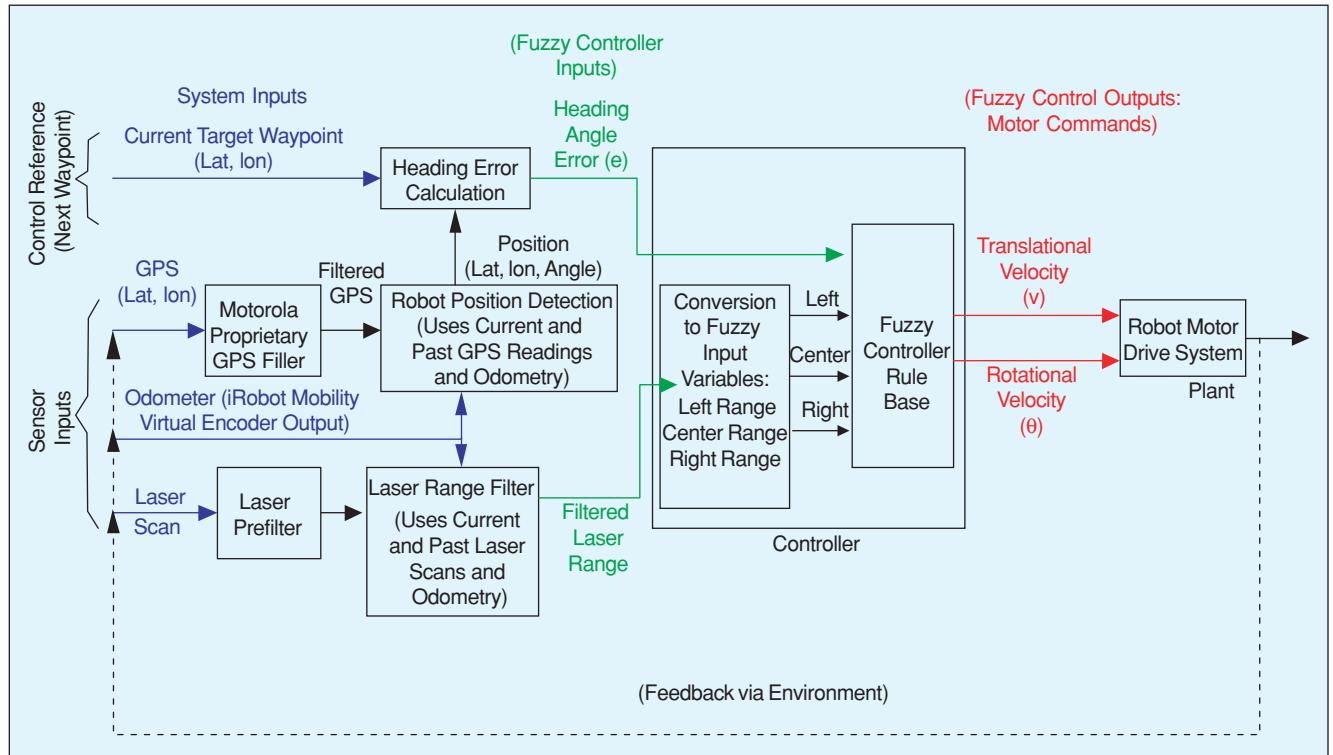 (Fuzzy Controller
Inputs)
System Inputs
(Fuzzy Control Outputs:
Motor Commands)
Control Reference
(Next Waypoint)
Current Target Waypoint
(Lat, lon)
Heading Error
Calculation
Heading
Angle
Error (e)
Position
(Lat, lon, Angle)
GPS
(Lat, lon)
Motorola
Proprietary
GPS Filler
Filtered
GPS
Robot Position Detection
(Uses Current and
Past GPS Readings
and Odometry)
Sensor
Inputs
Odometer (iRobot Mobility
Virtual Encoder Output)
Laser
Scan
Laser
Prefilter
Laser Range Filter
(Uses Current
and Past Laser
Scans and
Odometry)
Filtered
Laser
Range
Conversion
to Fuzzy
Input
Variables:
Left Range
Center Range
Right Range
Left
Center
Right
Fuzzy
Controller
Rule
Base
Controller
Translational
Velocity
(v)
Rotational
Velocity
(θ)
Robot Motor
Drive System
Plant
(Feedback via Environment)